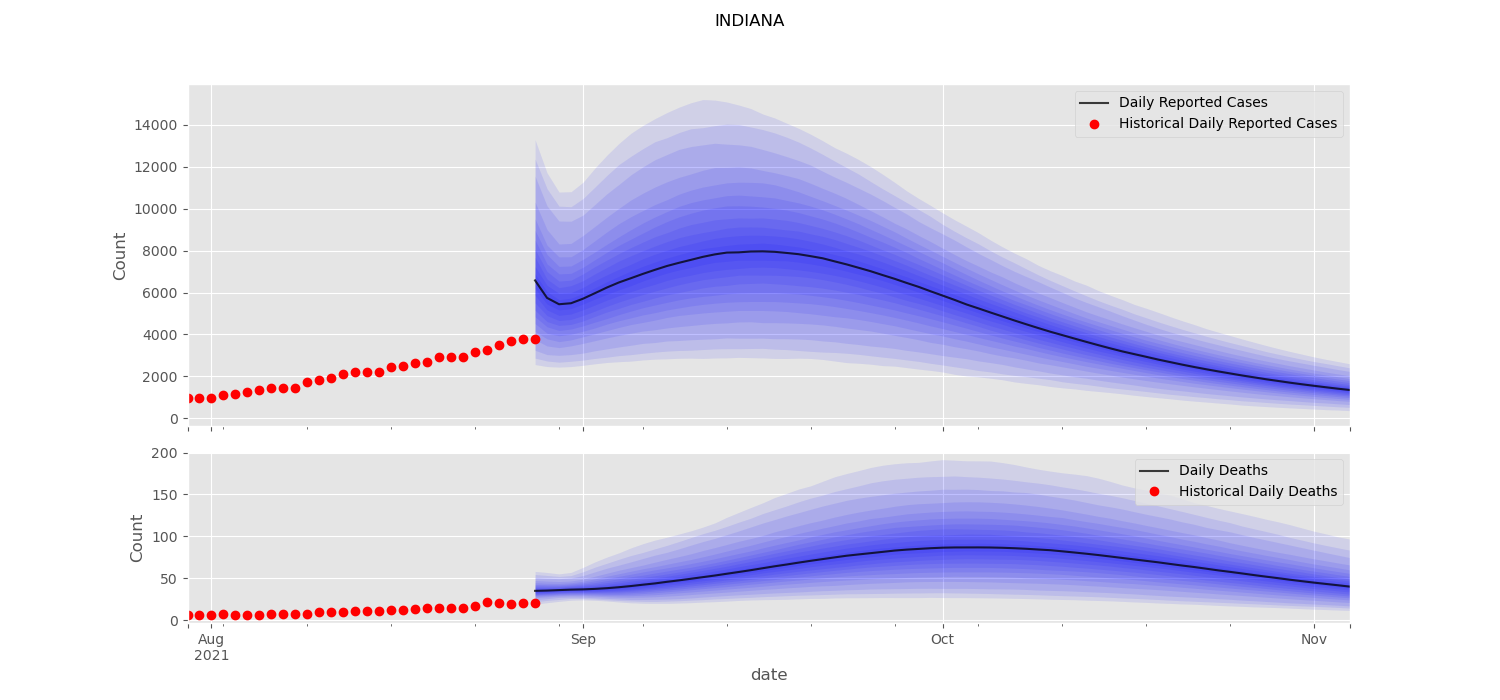 INDIANA
Daily Reported Cases
Historical Daily Reported Cases
14000
12000
10000
8000
6000
4000
2000
0
Count
Daily Deaths
Historical Daily Deaths
200
150
100
50
0
Count
Aug
2021
Sep
Oct
Nov
date